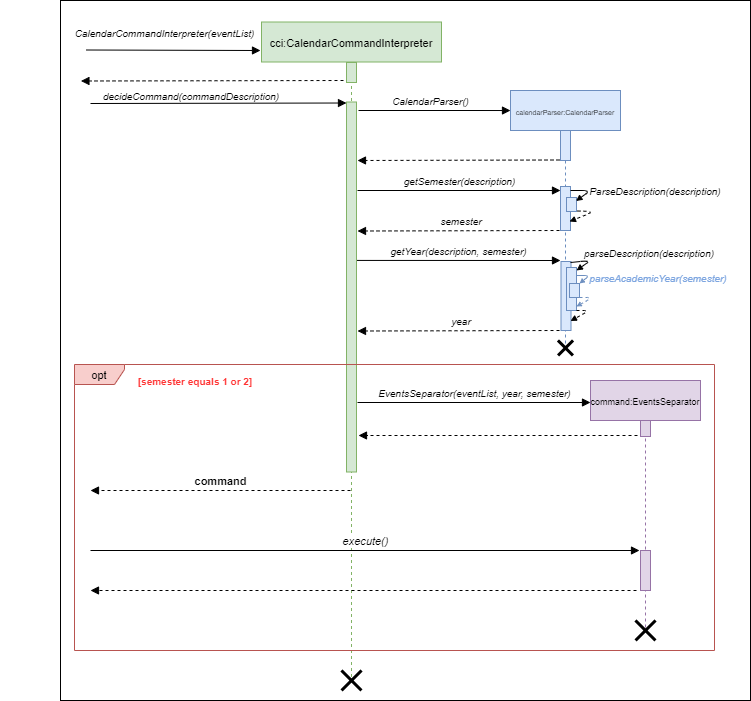 CalendarCommandInterpreter(eventList)
cci:CalendarCommandInterpreter
decideCommand(commandDescription)
CalendarParser()
calendarParser:CalendarParser
getSemester(description)
ParseDescription(description)
semester
getYear(description, semester)
parseDescription(description)
parseAcademicYear(semester)
year
opt
[semester equals 1 or 2]
EventsSeparator(eventList, year, semester)
command:EventsSeparator
command
execute()